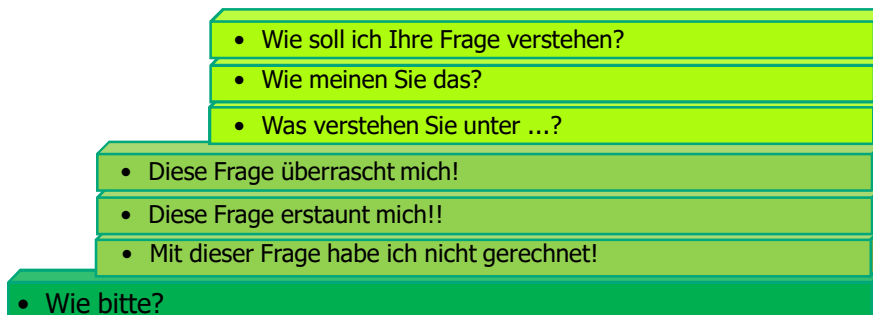 • Wie soll ich Ihre Frage verstehen?
• Wie meinen Sie das?
• Was verstehen Sie unter ...?
• Diese Frage überrascht mich!
• Diese Frage erstaunt mich!!
• Mit dieser Frage habe ich nicht gerechnet!
• Wie bitte?